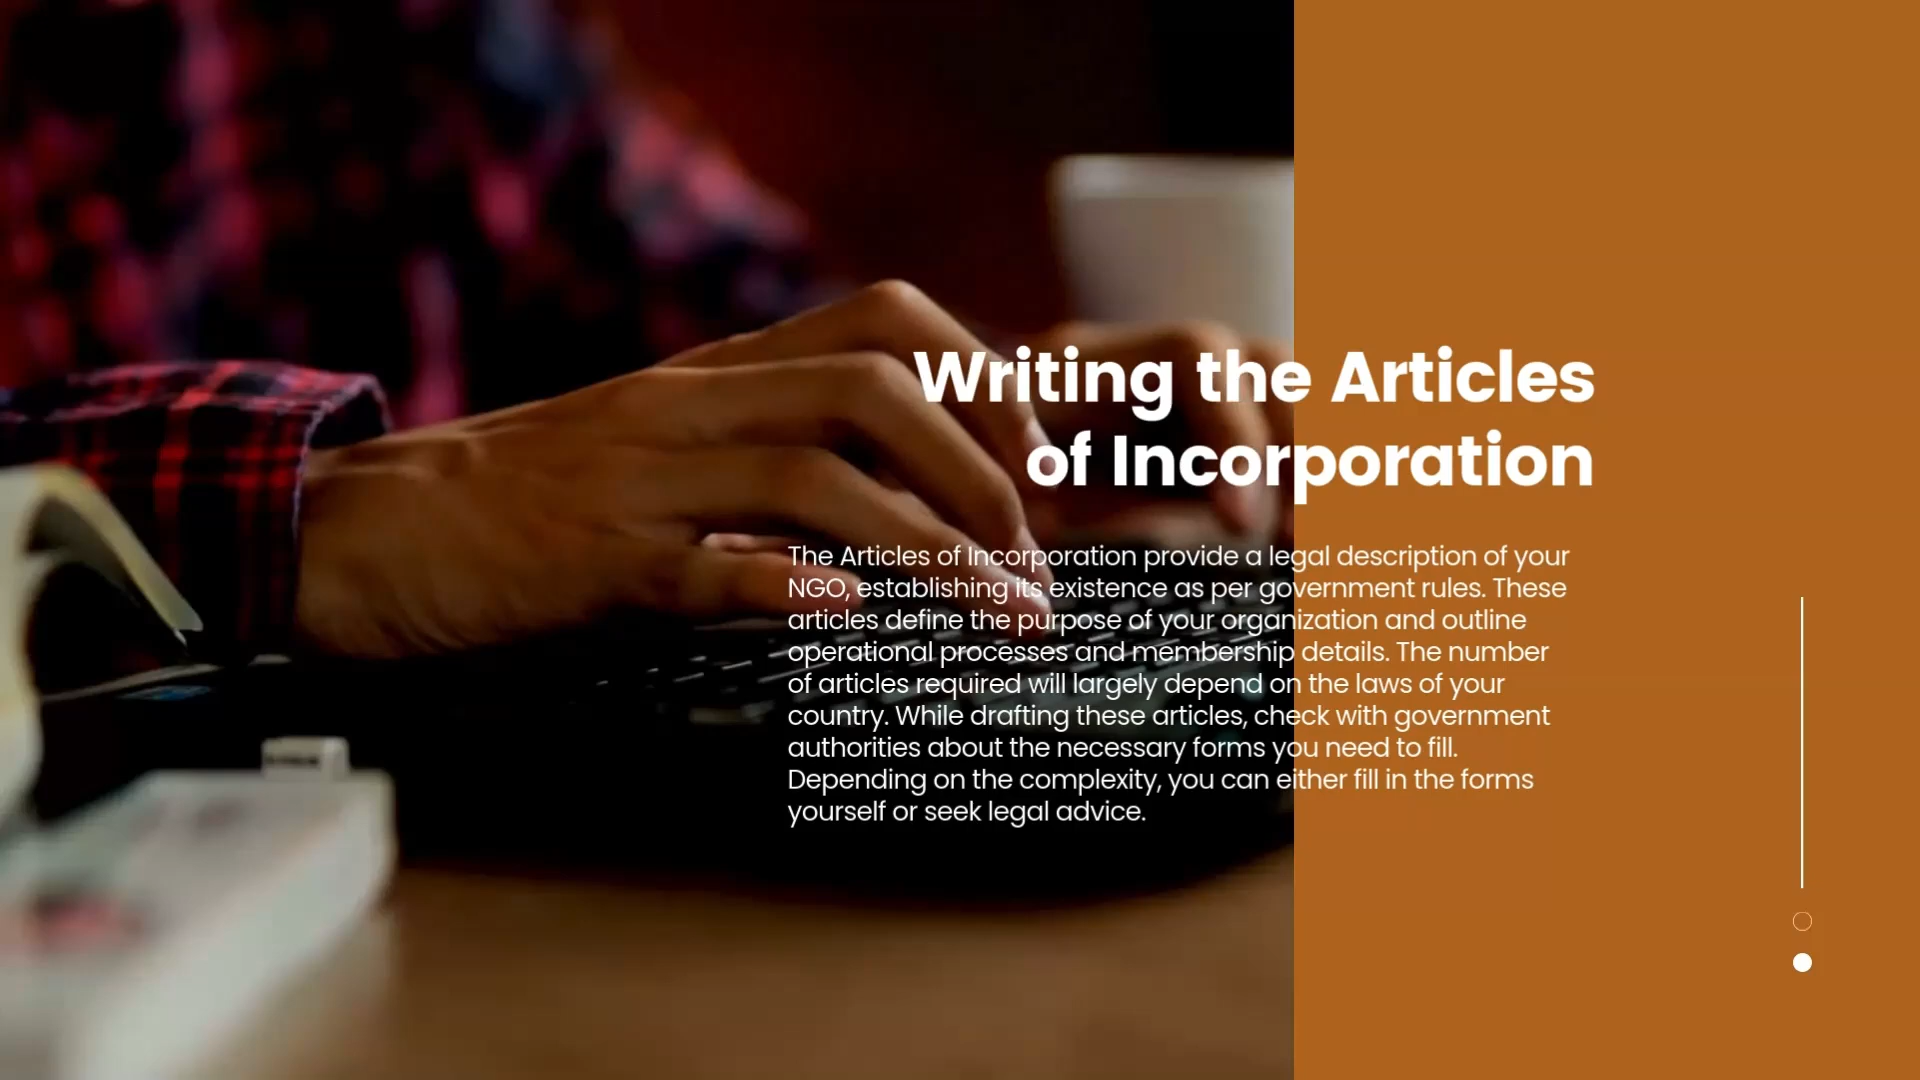 Writing the Articles
of Incorporation
The Articles of Incorporation provide a legal description of your
NGO, establishing its existence as per government rules. These
articles define the purpose of your organization and outline
operational processes and membership details. The number
of articles required will largely depend on the laws of your
country. While drafting these articles, check with government
authorities about the necessary forms you need to fill.
Depending on the complexity, you can either fill in the forms
yourself or seek legal advice.